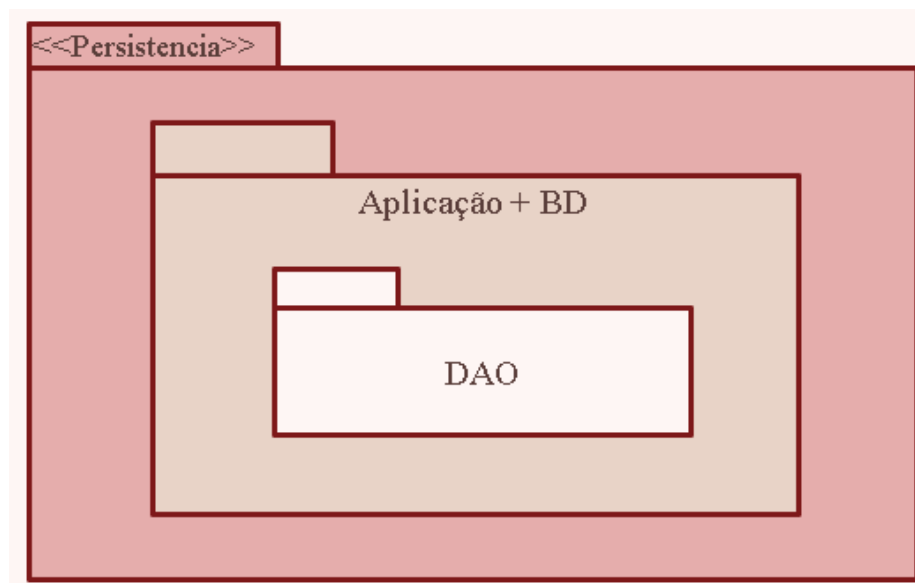 <<Persistencia>>
Aplicação + BD
DAO